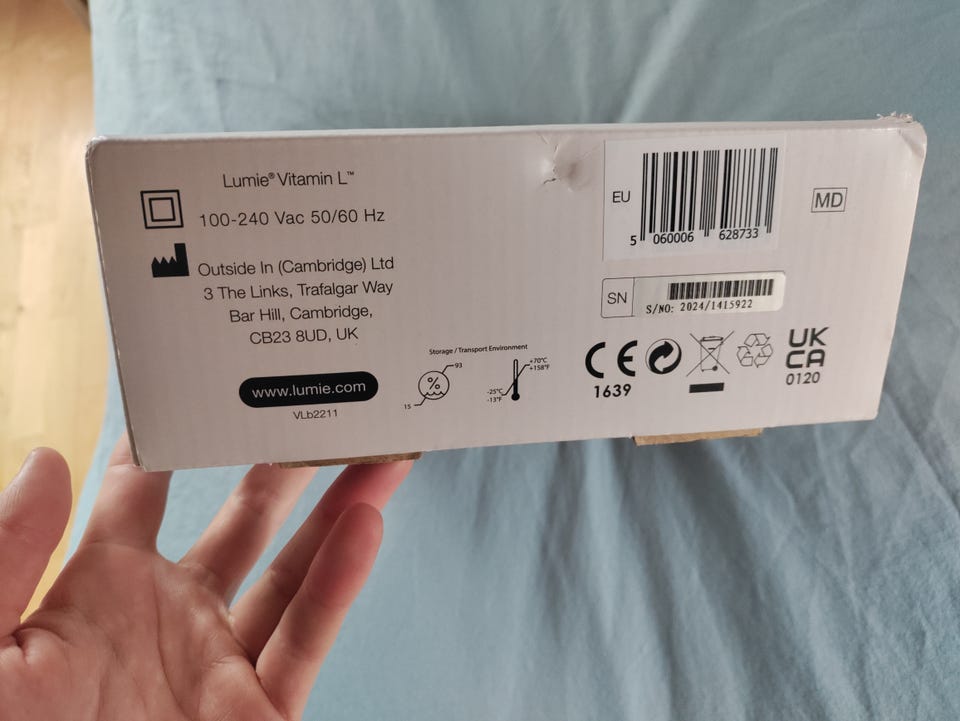 Lumie® Vitamin L™
100-240 Vac 50/60 Hz
Outside In (Cambridge) Ltd
3 The Links, Trafalgar Way
Bar Hill, Cambridge,
CB23 8UD, UK
www.lumie.com
VLb2211
Storage / Transport Environment
%
93
15
+70°C
+158°F
-25°C
-13°F
EU
5 060006 628733
MD
SN
S/NO: 2024/1415922
CE
1639
UK
CA
0120